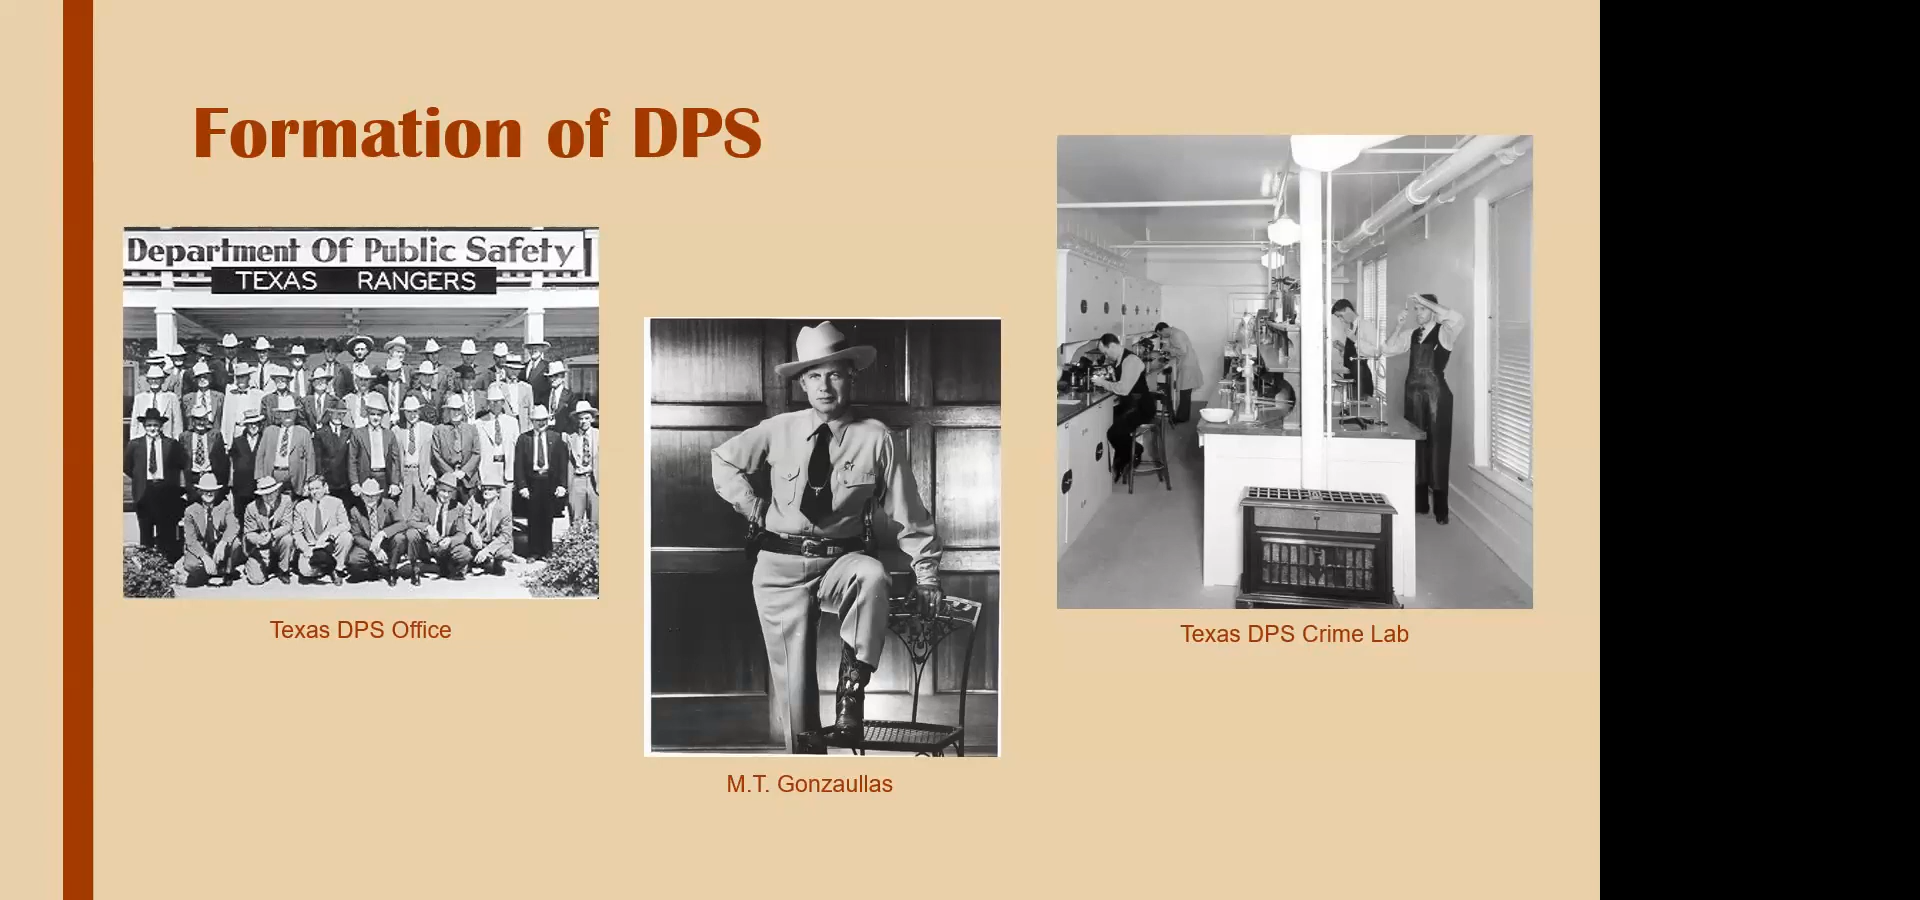 Formation of DPS
Department Of Public Safety
TEXAS RANGERS
Texas DPS Office
M.T. Gonzaullas
Texas DPS Crime Lab